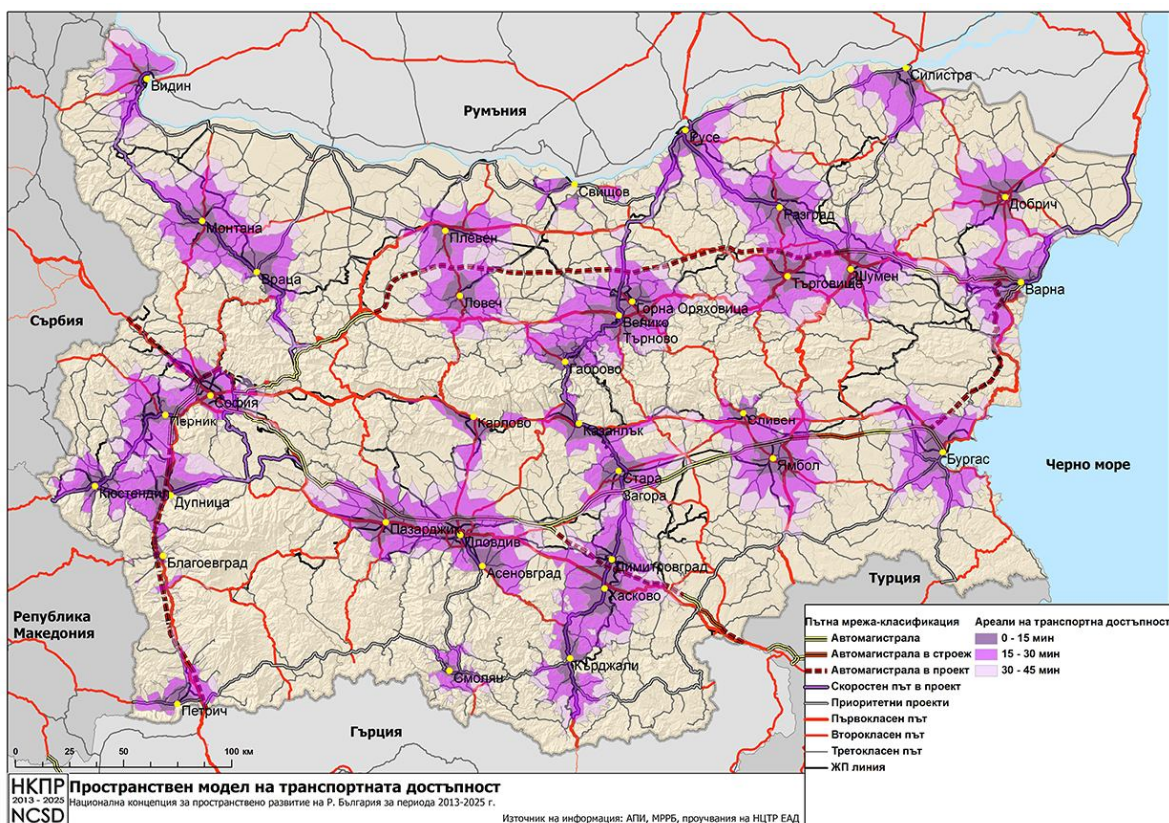 Видин
Силистра
Румъния
Русе
Свищов
Добрич
Разград
Монтана
Плевен
Враца
Търговище
Шумен
Варна
Ловеч
Горна Оряховица
Велико
Търново
Сърбия
Габрово
София
Перник
Карлово
Казанлък
Сливен
Бургас
Ямбол
Черно море
Стара
Загора
Кюстендил
Дупница
Пазарджик
Пловдив
Асеновград
Благоевград
Димитровград
Хасково
Турция
Република
Македония
Кърджали
Смолян
Петрич
Гърция
0 25 50 100 км
Пътна мрежа-класификация
Автомагистрала
Автомагистрала в строеж
Автомагистрала в проект
Скоростен път в проект
Приоритетни проекти
Първокласен път
Второкласен път
Третокласен път
ЖП линия
Ареали на транспортна достъпност
0 - 15 мин
15 - 30 мин
30 - 45 мин
НКПР
2013 - 2025
NCSD
Пространствен модел на транспортната достъпност
Национална концепция за пространствено развитие на Р. България за периода 2013-2025 г.
Източник на информация: АПИ, МРРБ, проучвания на НЦТР ЕАД